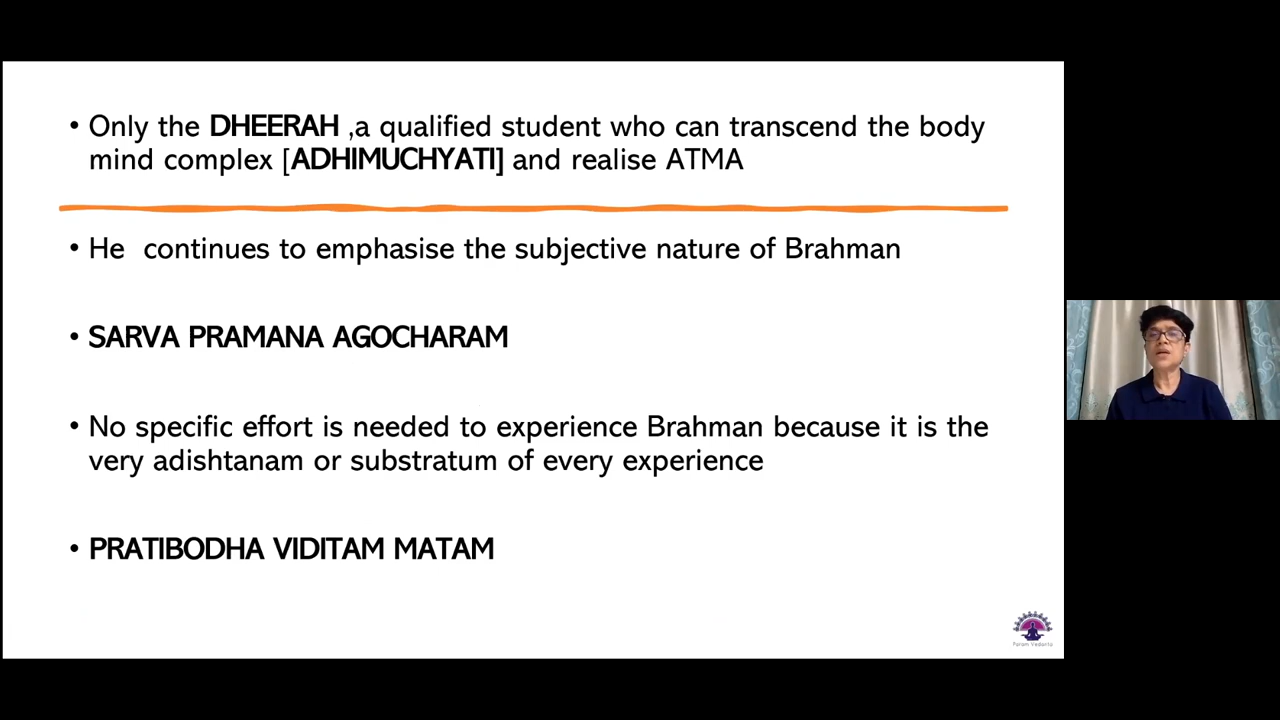 • Only the DHEERAH ,a qualified student who can transcend the body
mind complex [ADHIMUCHYATI] and realise ATMA
• He continues to emphasise the subjective nature of Brahman
• SARVA PRAMANA AGOCHARAM
• No specific effort is needed to experience Brahman because it is the
very adishtanam or substratum of every experience
• PRATIBODHA VIDITAM MATAM
Param Vedanta